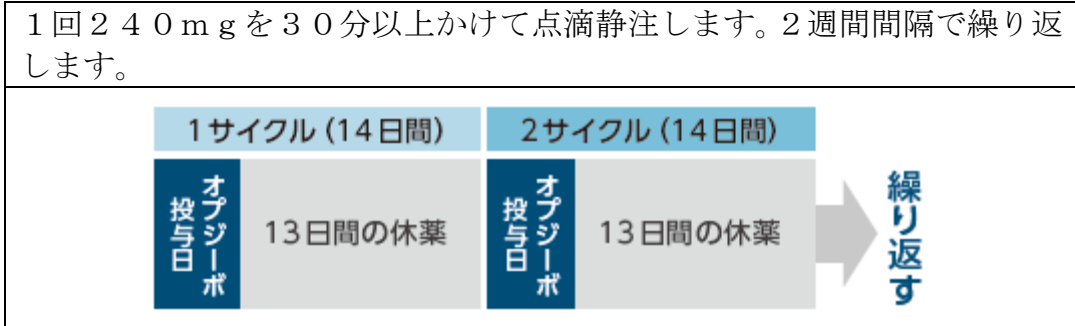 １回２４０ｍｇを３０分以上かけて点滴静注します。２週間間隔で繰り返
します。
1サイクル（14日間）
2サイクル（14日間）
オプジーボ
投与日
13日間の休薬
オプジーボ
投与日
13日間の休薬
繰り返す